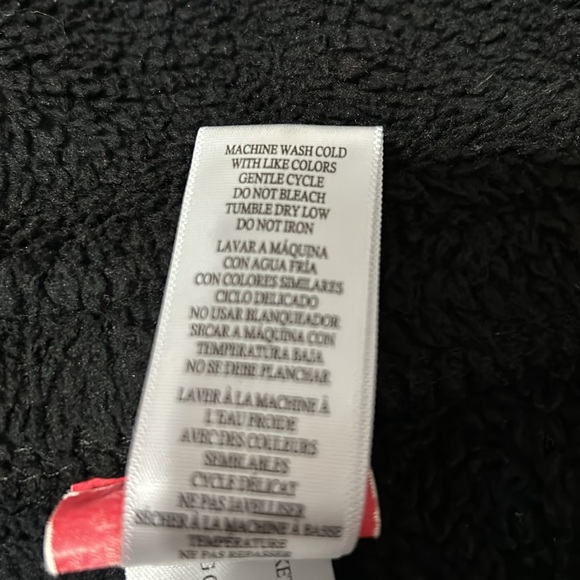 MACHINE WASH COLD
WITH LIKE COLORS
GENTLE CYCLE
DO NOT BLEACH
TUMBLE DRY LOW
DO NOT IRON
LAVAR A MÁQUINA
CON AGUA FRÍA
CON COLORES SIMILARES
CICLO DELICADO
NO USAR BLANQUEADOR
SECAR A MÁQUINA CON
TEMPERATURA BAJA
NO SE DEBE PLANCHAR
LAVER À LA MACHINE À
L'EAU FROIDE
AVEC DES COULEURS
SEMBLABLES
CYCLE DÉLICAT
NE PAS JAVELLISER
SÉCHER À LA MACHINE À BASSE
TEMPÉRATURE
NE PAS REPASSER